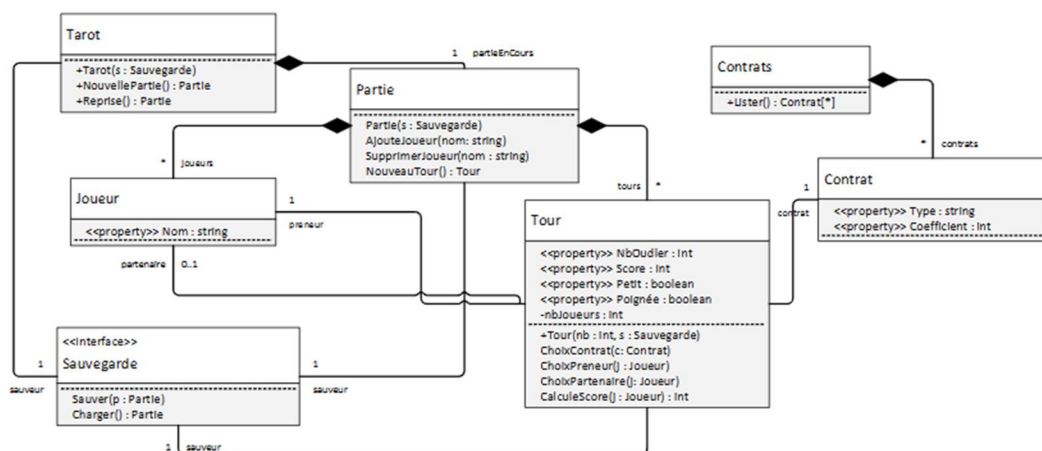 Tarot
+Tarot(s : Sauvegarde)
+NouvellePartie() : Partie
+Reprise() : Partie
1
partieEnCours
Partie
Partie(s : Sauvegarde)
AjouteJoueur(nom: string)
SupprimerJoueur(nom : string)
NouveauTour() : Tour
Contrats
+Lister() : Contrat[*]
*
joueurs
tours
*
*
contrats
Joueur
<<property>> Nom : string
1
preneur
partenaire
0..1
1
contrat
Contrat
<<property>> Type : string
<<property>> Coefficient : int
Tour
<<property>> NbOudler : int
<<property>> Score : int
<<property>> Petit : boolean
<<property>> Poignée : boolean
-nbJoueurs : int
+Tour(nb : int, s : Sauvegarde)
ChoixContrat(c: Contrat)
ChoixPreneur(j : Joueur)
ChoixPartenaire(j: Joueur)
CalculeScore(j : Joueur) : int
<<interface>>
Sauvegarde
Sauver(p : Partie)
Charger() : Partie
1
sauveur
1
sauveur
1
sauveur